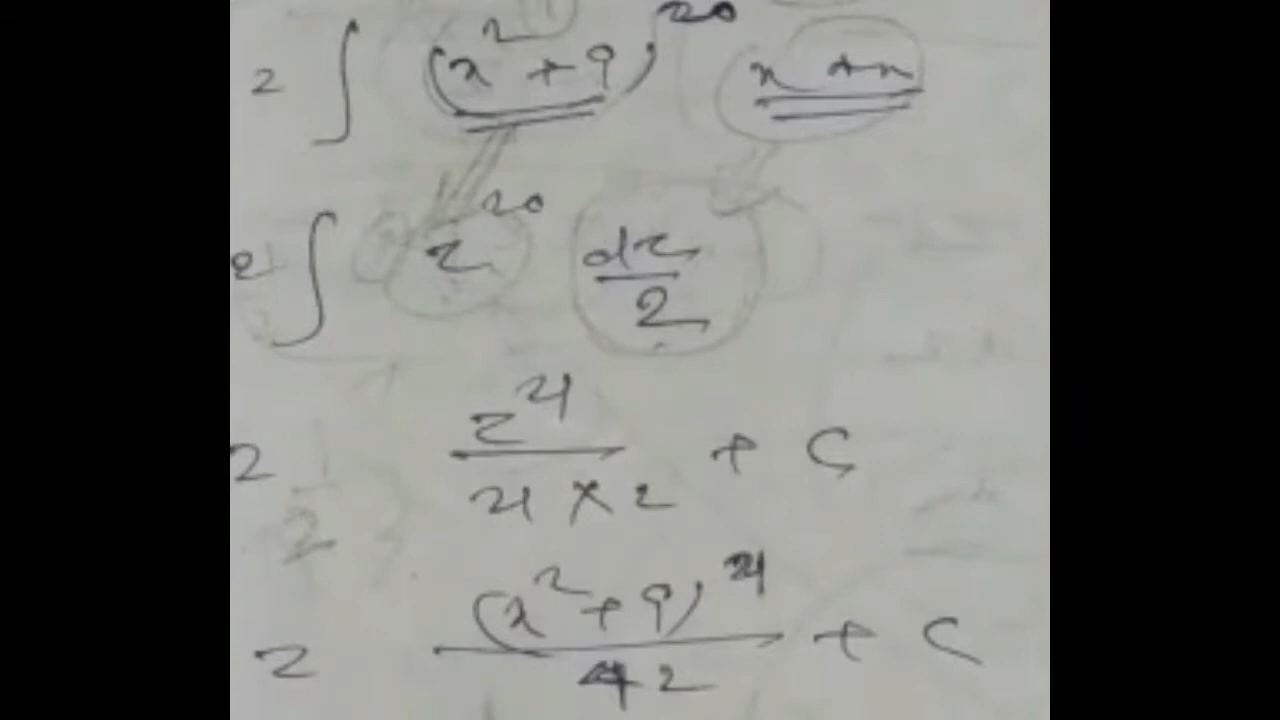 = ∫ (x² + 9)²⁰ x dx
= ∫ z²⁰ dz/2
= z²¹/(21 × 2) + C
= (x² + 9)²¹/42 + C